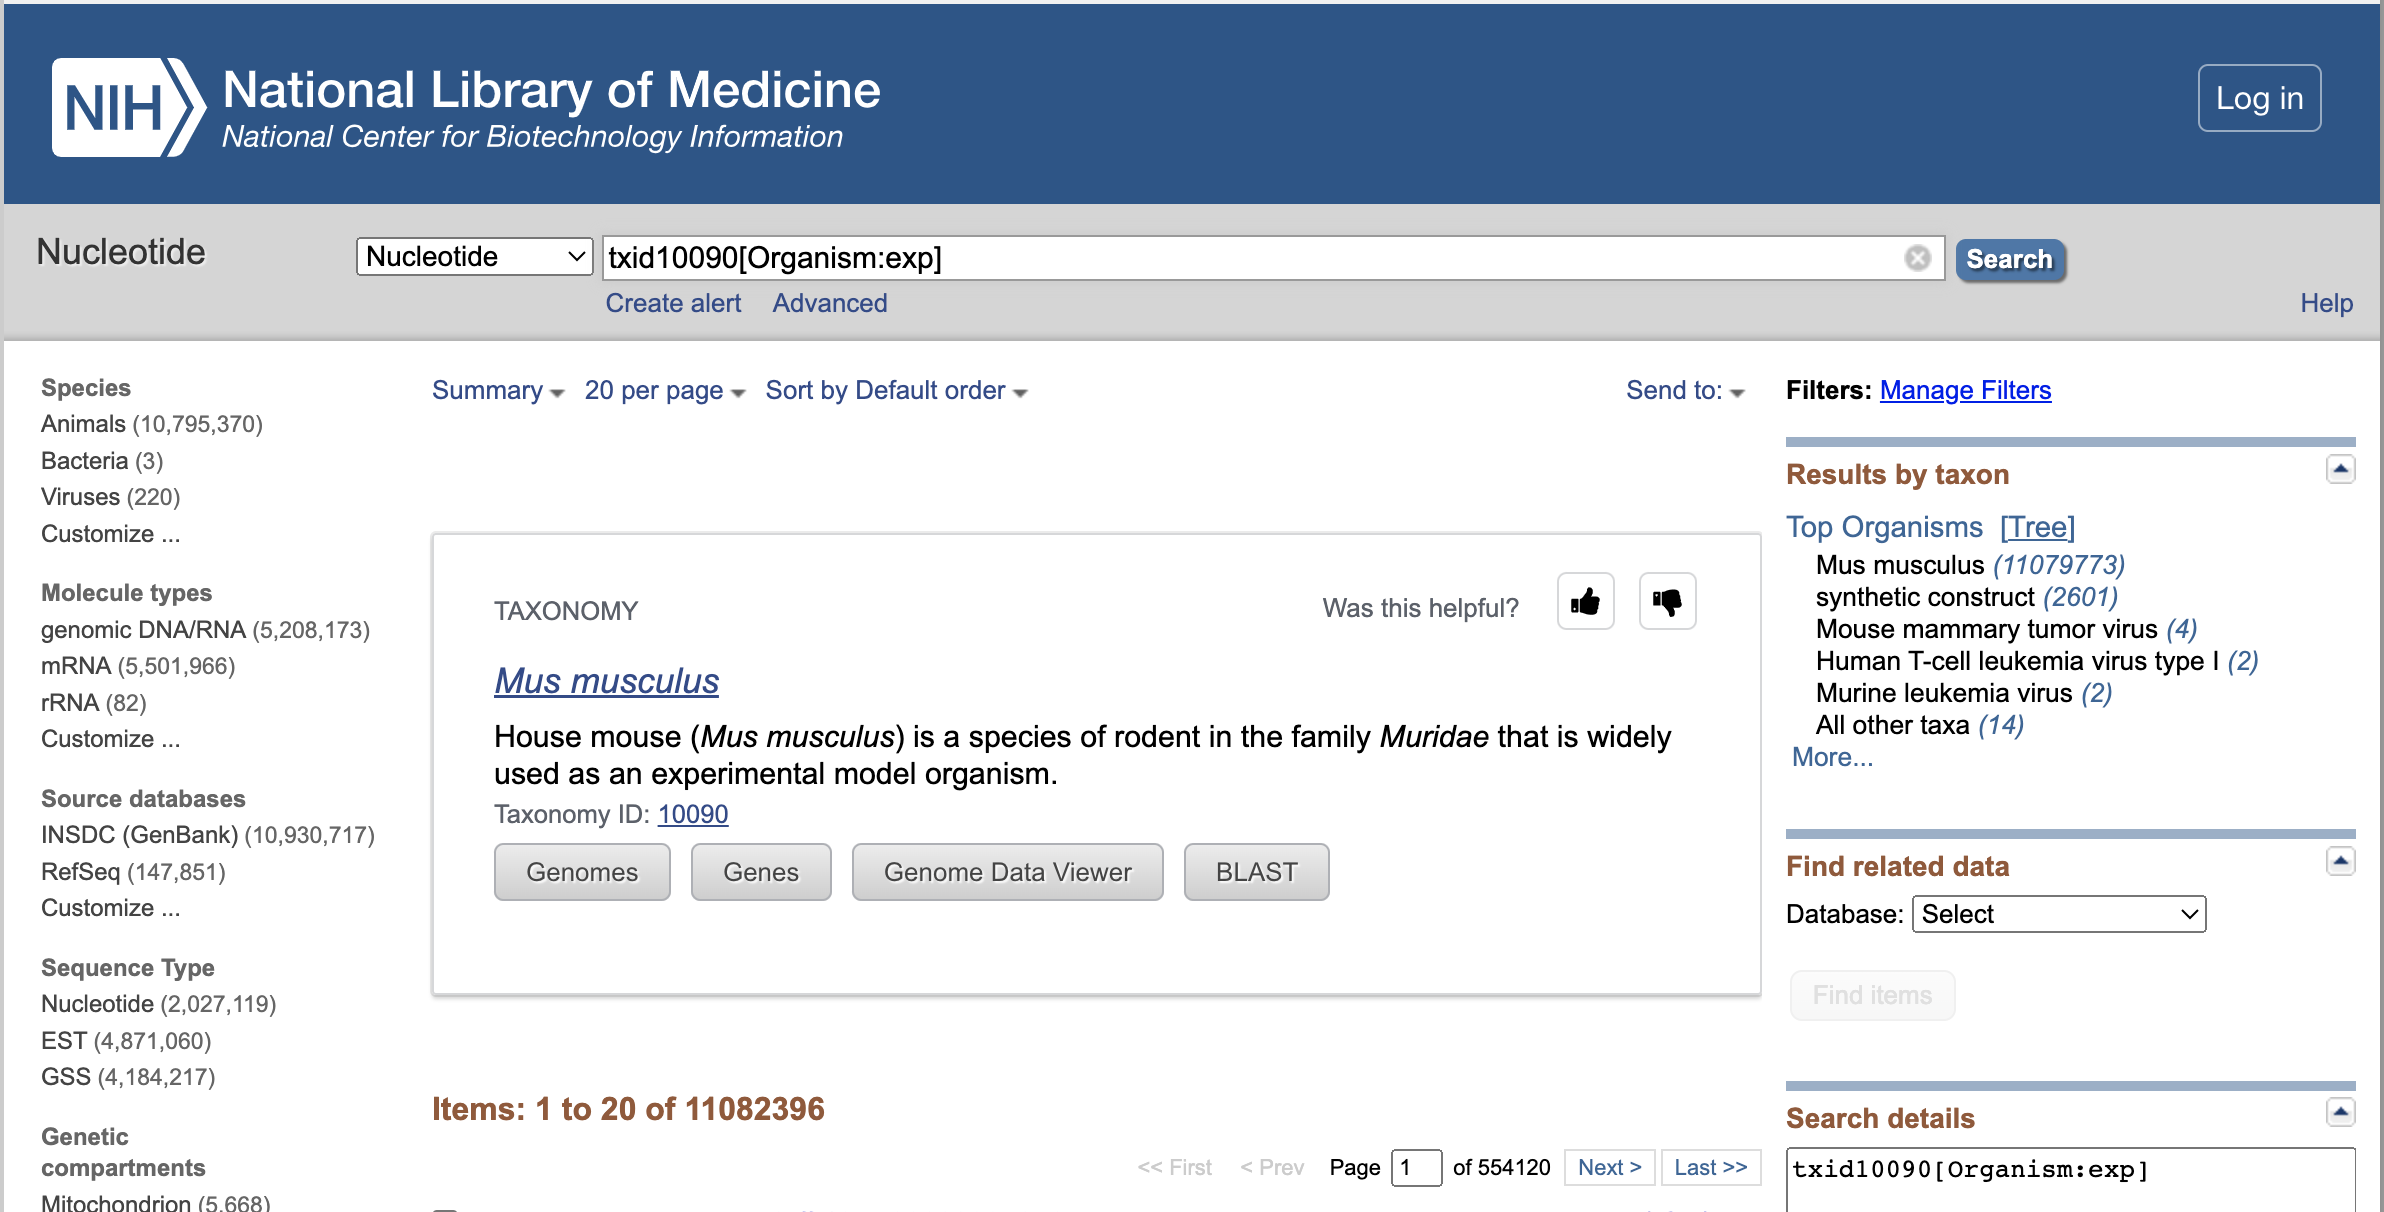 NIH National Library of Medicine
National Center for Biotechnology Information
Log in
Nucleotide
Nucleotide
txid10090[Organism:exp]
Search
Create alert Advanced
Help
Species
Animals (10,795,370)
Bacteria (3)
Viruses (220)
Customize ...
Molecule types
genomic DNA/RNA (5,208,173)
mRNA (5,501,966)
rRNA (82)
Customize ...
Source databases
INSDC (GenBank) (10,930,717)
RefSeq (147,851)
Customize ...
Sequence Type
Nucleotide (2,027,119)
EST (4,871,060)
GSS (4,184,217)
Genetic
compartments
Mitochondrion (5,668)
Summary 20 per page Sort by Default order
Send to:
TAXONOMY
Was this helpful?
Mus musculus
House mouse (Mus musculus) is a species of rodent in the family Muridae that is widely
used as an experimental model organism.
Taxonomy ID: 10090
Genomes Genes Genome Data Viewer BLAST
Items: 1 to 20 of 11082396
<< First < Prev Page 1 of 554120 Next > Last >>
Filters: Manage Filters
Results by taxon
Top Organisms [Tree]
Mus musculus (11079773)
synthetic construct (2601)
Mouse mammary tumor virus (4)
Human T-cell leukemia virus type I (2)
Murine leukemia virus (2)
All other taxa (14)
More...
Find related data
Database: Select
Find items
Search details
txid10090[Organism:exp]